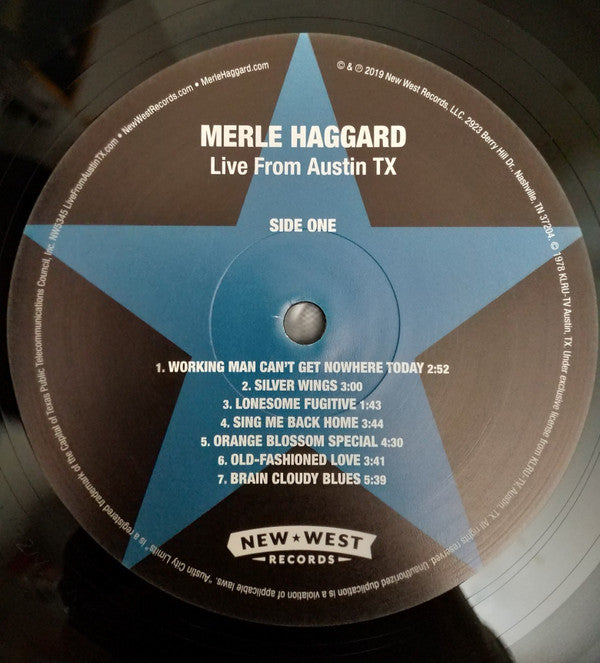 MERLE HAGGARD
Live From Austin TX
SIDE ONE
1. WORKING MAN CAN'T GET NOWHERE TODAY 2:52
2. SILVER WINGS 3:00
3. LONESOME FUGITIVE 1:43
4. SING ME BACK HOME 3:44
5. ORANGE BLOSSOM SPECIAL 4:30
6. OLD-FASHIONED LOVE 3:41
7. BRAIN CLOUDY BLUES 5:39
NEW★WEST
RECORDS
© & ℗ 2019 New West Records, LLC, 2923 Berry Hill Dr., Nashville, TN 37204. © 1978 KLRU-TV Austin, TX. Under exclusive license from KLRU-TV, Austin, TX. All rights reserved. Unauthorized duplication is a violation of applicable laws. "Austin City Limits" is a registered trademark of the Capital of Texas Public Telecommunications Council, Inc. NW5345 LiveFromAustinTX.com • NewWestRecords.com • MerleHaggard.com